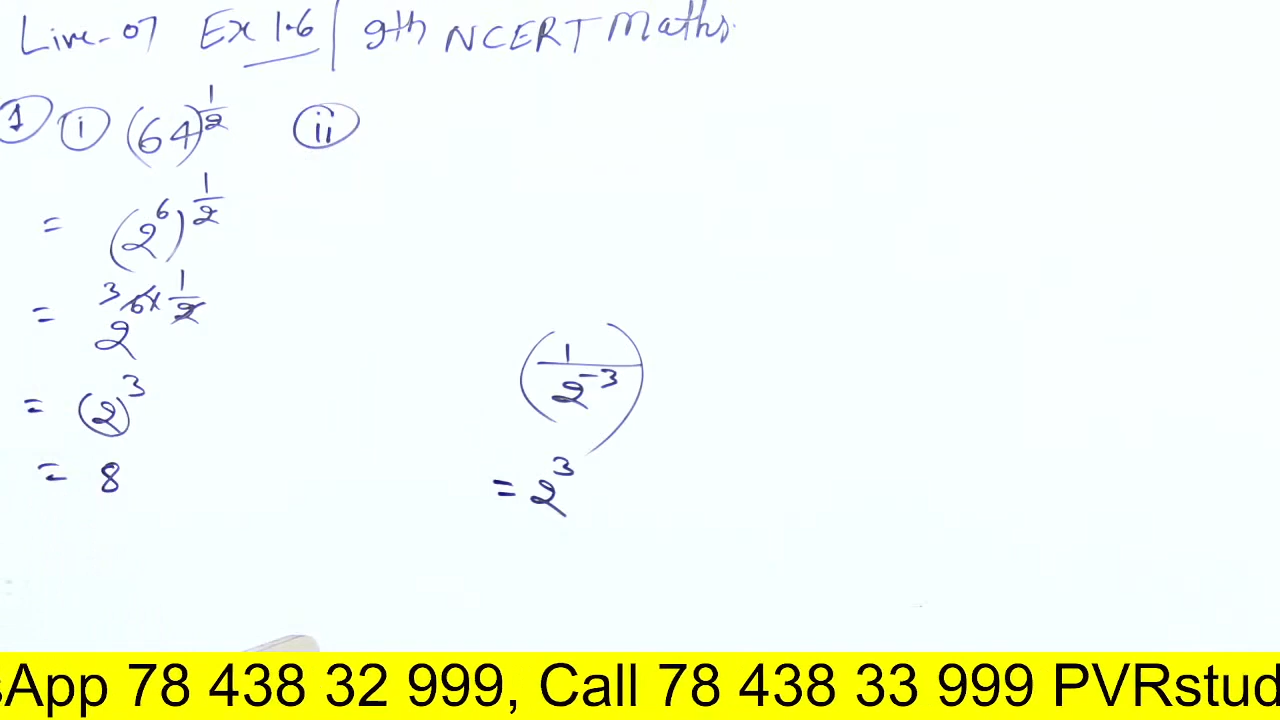 Live-07 Ex 1.6 | 9th NCERT Maths.
1 i (64)^1/2 ii
= (2^6)^1/2
= 2^3 6×1/2
= (2)^3
= 8
(1/2^-3)
= 2^3
sApp 78 438 32 999, Call 78 438 33 999 PVRstud